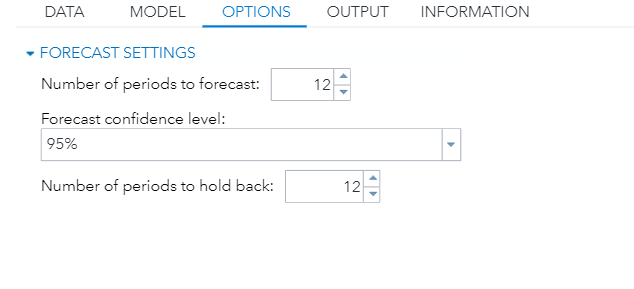 DATA MODEL OPTIONS OUTPUT INFORMATION
FORECAST SETTINGS
Number of periods to forecast: 12
Forecast confidence level:
95%
Number of periods to hold back: 12